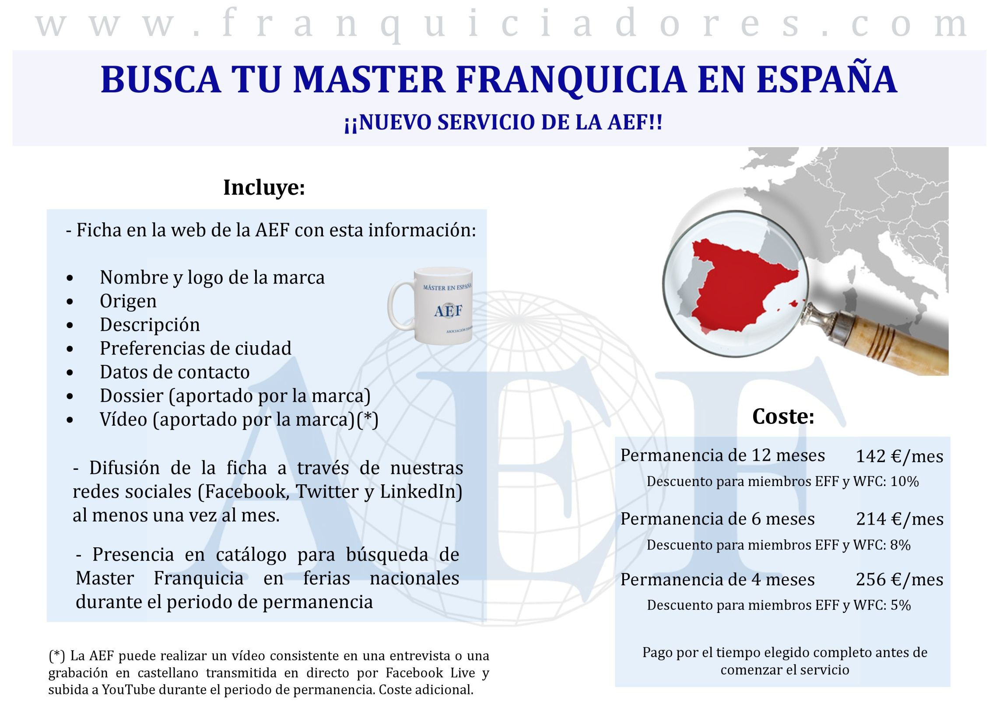 www.franquiciadores.com
BUSCA TU MASTER FRANQUICIA EN ESPAÑA
¡¡NUEVO SERVICIO DE LA AEF!!
Incluye:
- Ficha en la web de la AEF con esta información:
• Nombre y logo de la marca
• Origen
• Descripción
• Preferencias de ciudad
• Datos de contacto
• Dossier (aportado por la marca)
• Vídeo (aportado por la marca)(*)
MÁSTER EN ESPAÑA
AEF
ASOCIACIÓN
- Difusión de la ficha a través de nuestras
redes sociales (Facebook, Twitter y LinkedIn)
al menos una vez al mes.
- Presencia en catálogo para búsqueda de
Master Franquicia en ferias nacionales
durante el periodo de permanencia
(*) La AEF puede realizar un vídeo consistente en una entrevista o una
grabación en castellano transmitida en directo por Facebook Live y
subida a YouTube durante el periodo de permanencia. Coste adicional.
AEF
Coste:
Permanencia de 12 meses 142 €/mes
Descuento para miembros EFF y WFC: 10%
Permanencia de 6 meses 214 €/mes
Descuento para miembros EFF y WFC: 8%
Permanencia de 4 meses 256 €/mes
Descuento para miembros EFF y WFC: 5%
Pago por el tiempo elegido completo antes de
comenzar el servicio